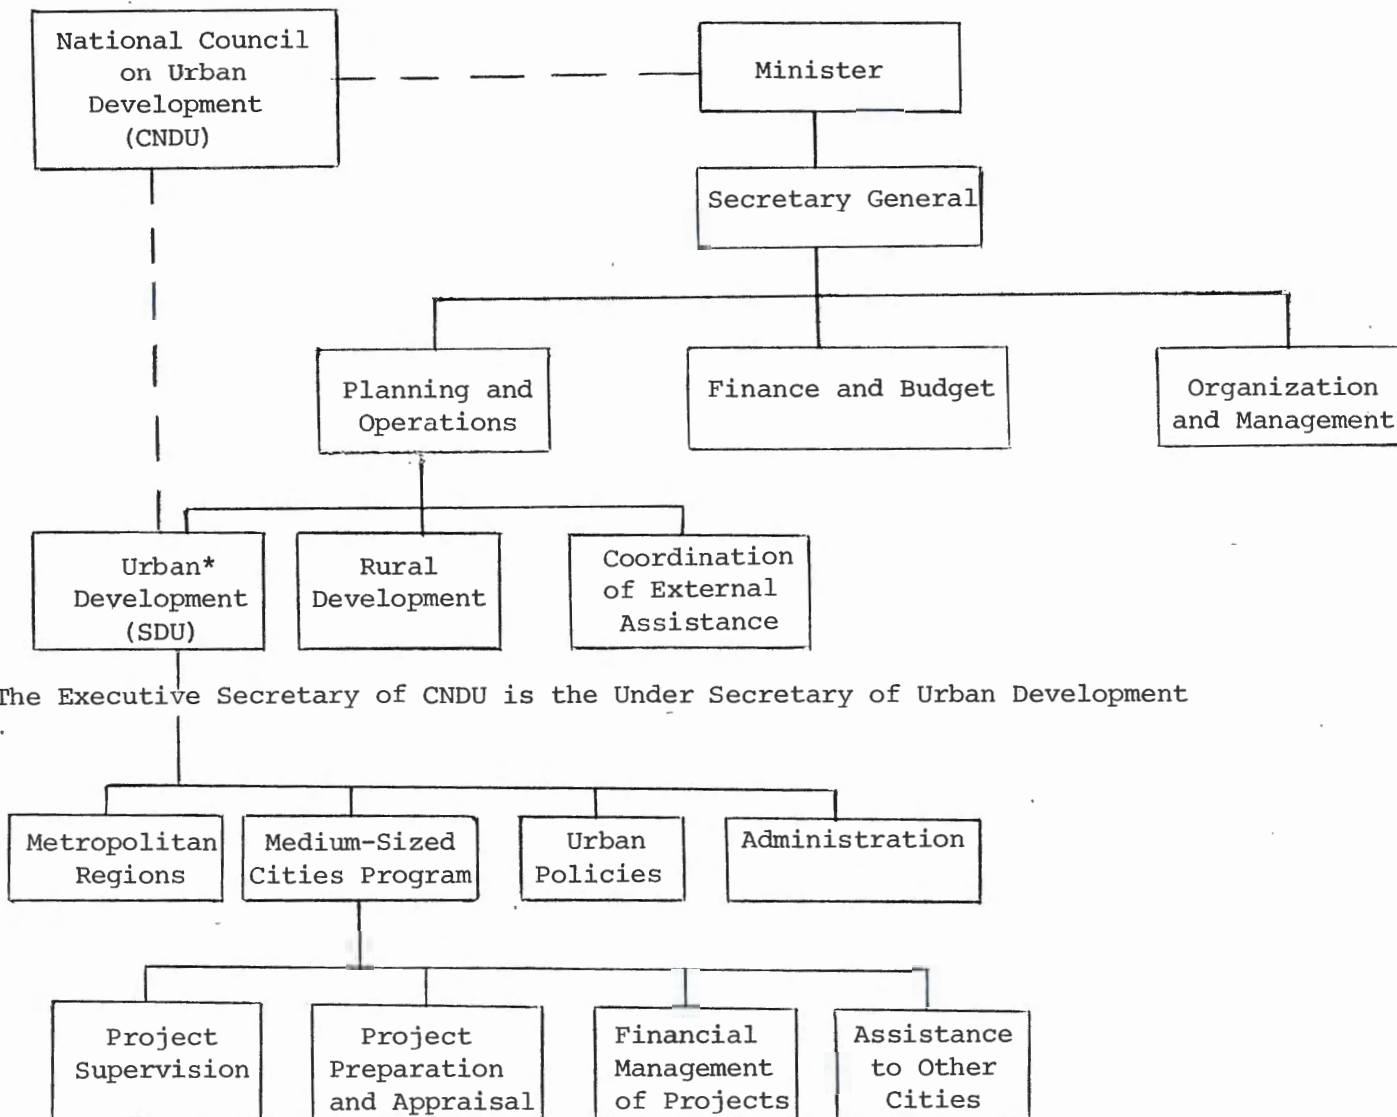 National Council
on Urban
Development
(CNDU)
Minister
Secretary General
Planning and
Operations
Finance and Budget
Organization
and Management
Urban*
Development
(SDU)
Rural
Development
Coordination
of External
Assistance
The Executive Secretary of CNDU is the Under Secretary of Urban Development
Metropolitan
Regions
Medium-Sized
Cities Program
Urban
Policies
Administration
Project
Supervision
Project
Preparation
and Appraisal
Financial
Management
of Projects
Assistance
to Other
Cities